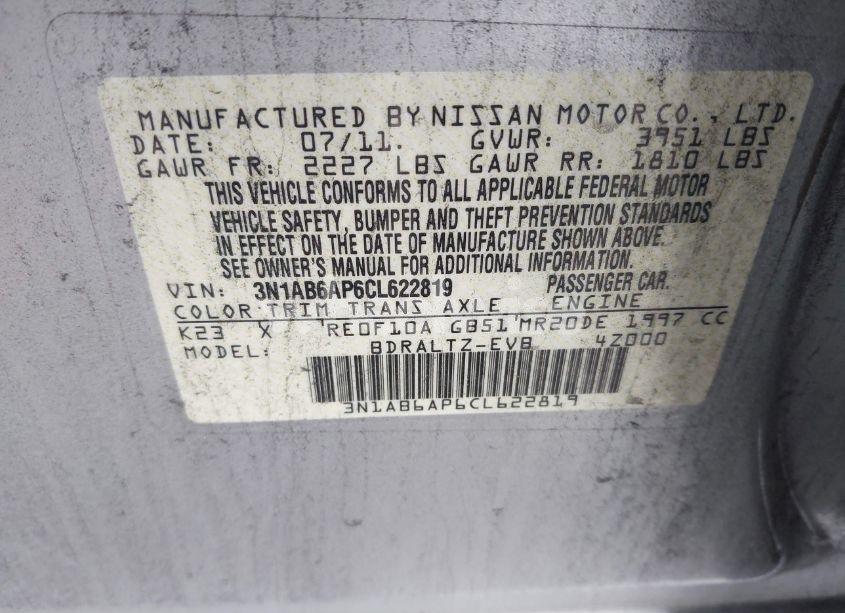 MANUFACTURED BY NISSAN MOTOR CO., LTD.
DATE: 07/11. GVWR: 3951 LBS
GAWR FR: 2227 LBS GAWR RR: 1810 LBS
THIS VEHICLE CONFORMS TO ALL APPLICABLE FEDERAL MOTOR
VEHICLE SAFETY, BUMPER AND THEFT PREVENTION STANDARDS
IN EFFECT ON THE DATE OF MANUFACTURE SHOWN ABOVE.
SEE OWNER'S MANUAL FOR ADDITIONAL INFORMATION.
VIN: 3N1AB6AP6CL622819 PASSENGER CAR.
COLOR TRIM TRANS AXLE ENGINE
K23 X RE0F10A GB51 MR20DE 1997 CC
MODEL: BDRALTZ-EVB 4Z000
3N1AB6AP6CL622819